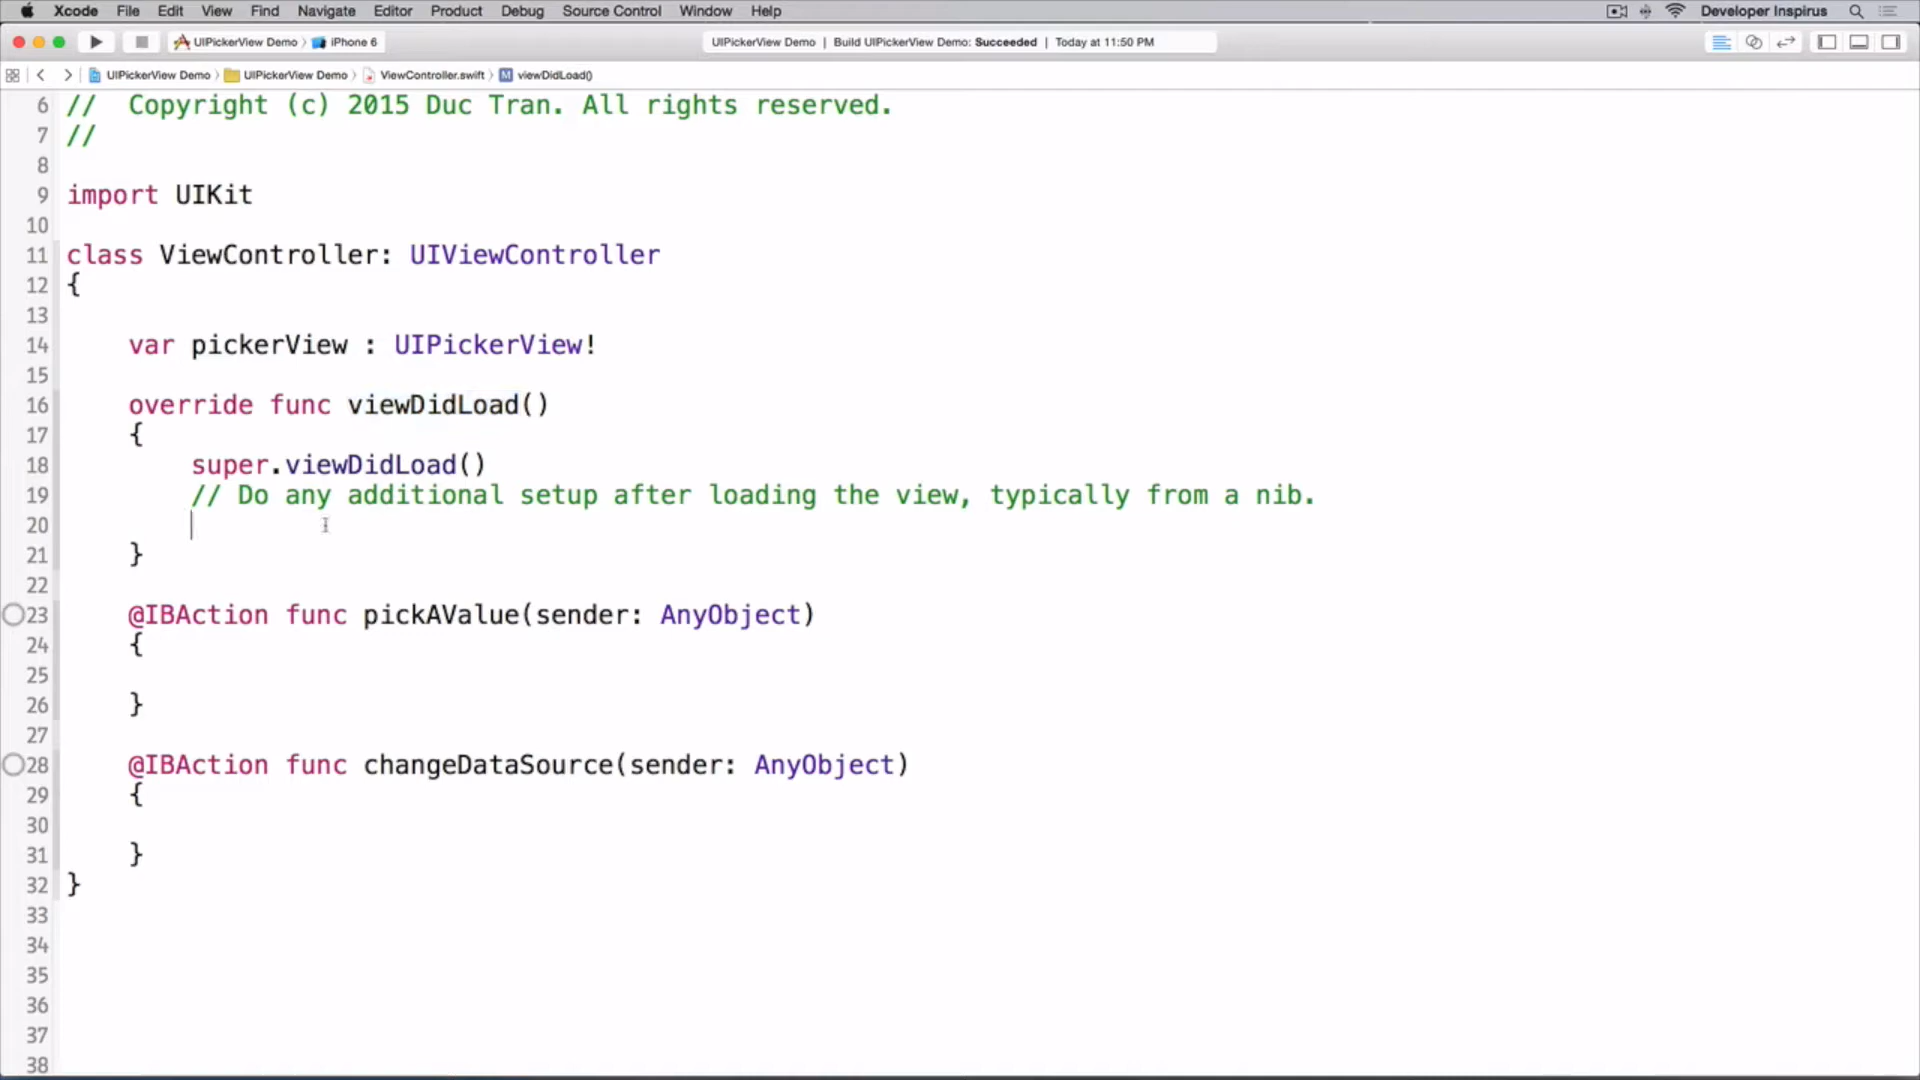 Xcode File Edit View Find Navigate Editor Product Debug Source Control Window Help Developer Inspirus
UIPickerView Demo iPhone 6 UIPickerView Demo | Build UIPickerView Demo: Succeeded | Today at 11:50 PM
UIPickerView Demo UIPickerView Demo ViewController.swift M viewDidLoad()
6 // Copyright (c) 2015 Duc Tran. All rights reserved.
7 //
8
9 import UIKit
10
11 class ViewController: UIViewController
12 {
13
14 var pickerView : UIPickerView!
15
16 override func viewDidLoad()
17 {
18 super.viewDidLoad()
19 // Do any additional setup after loading the view, typically from a nib.
20
21 }
22
23 @IBAction func pickAValue(sender: AnyObject)
24 {
25
26 }
27
28 @IBAction func changeDataSource(sender: AnyObject)
29 {
30
31 }
32 }
33
34
35
36
37
38